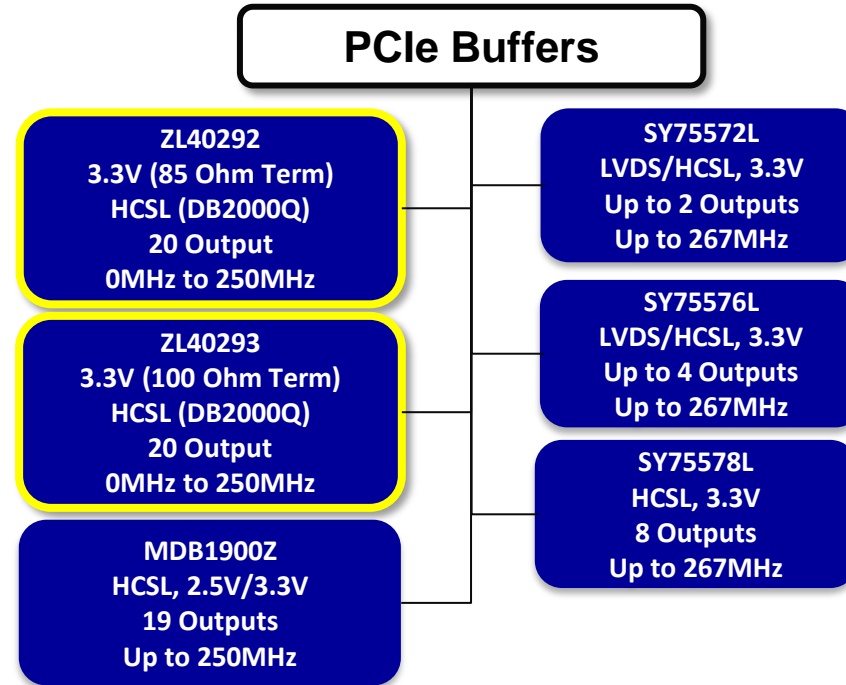 PCIe Buffers
ZL40292
3.3V (85 Ohm Term)
HCSL (DB2000Q)
20 Output
0MHz to 250MHz
ZL40293
3.3V (100 Ohm Term)
HCSL (DB2000Q)
20 Output
0MHz to 250MHz
MDB1900Z
HCSL, 2.5V/3.3V
19 Outputs
Up to 250MHz
SY75572L
LVDS/HCSL, 3.3V
Up to 2 Outputs
Up to 267MHz
SY75576L
LVDS/HCSL, 3.3V
Up to 4 Outputs
Up to 267MHz
SY75578L
HCSL, 3.3V
8 Outputs
Up to 267MHz